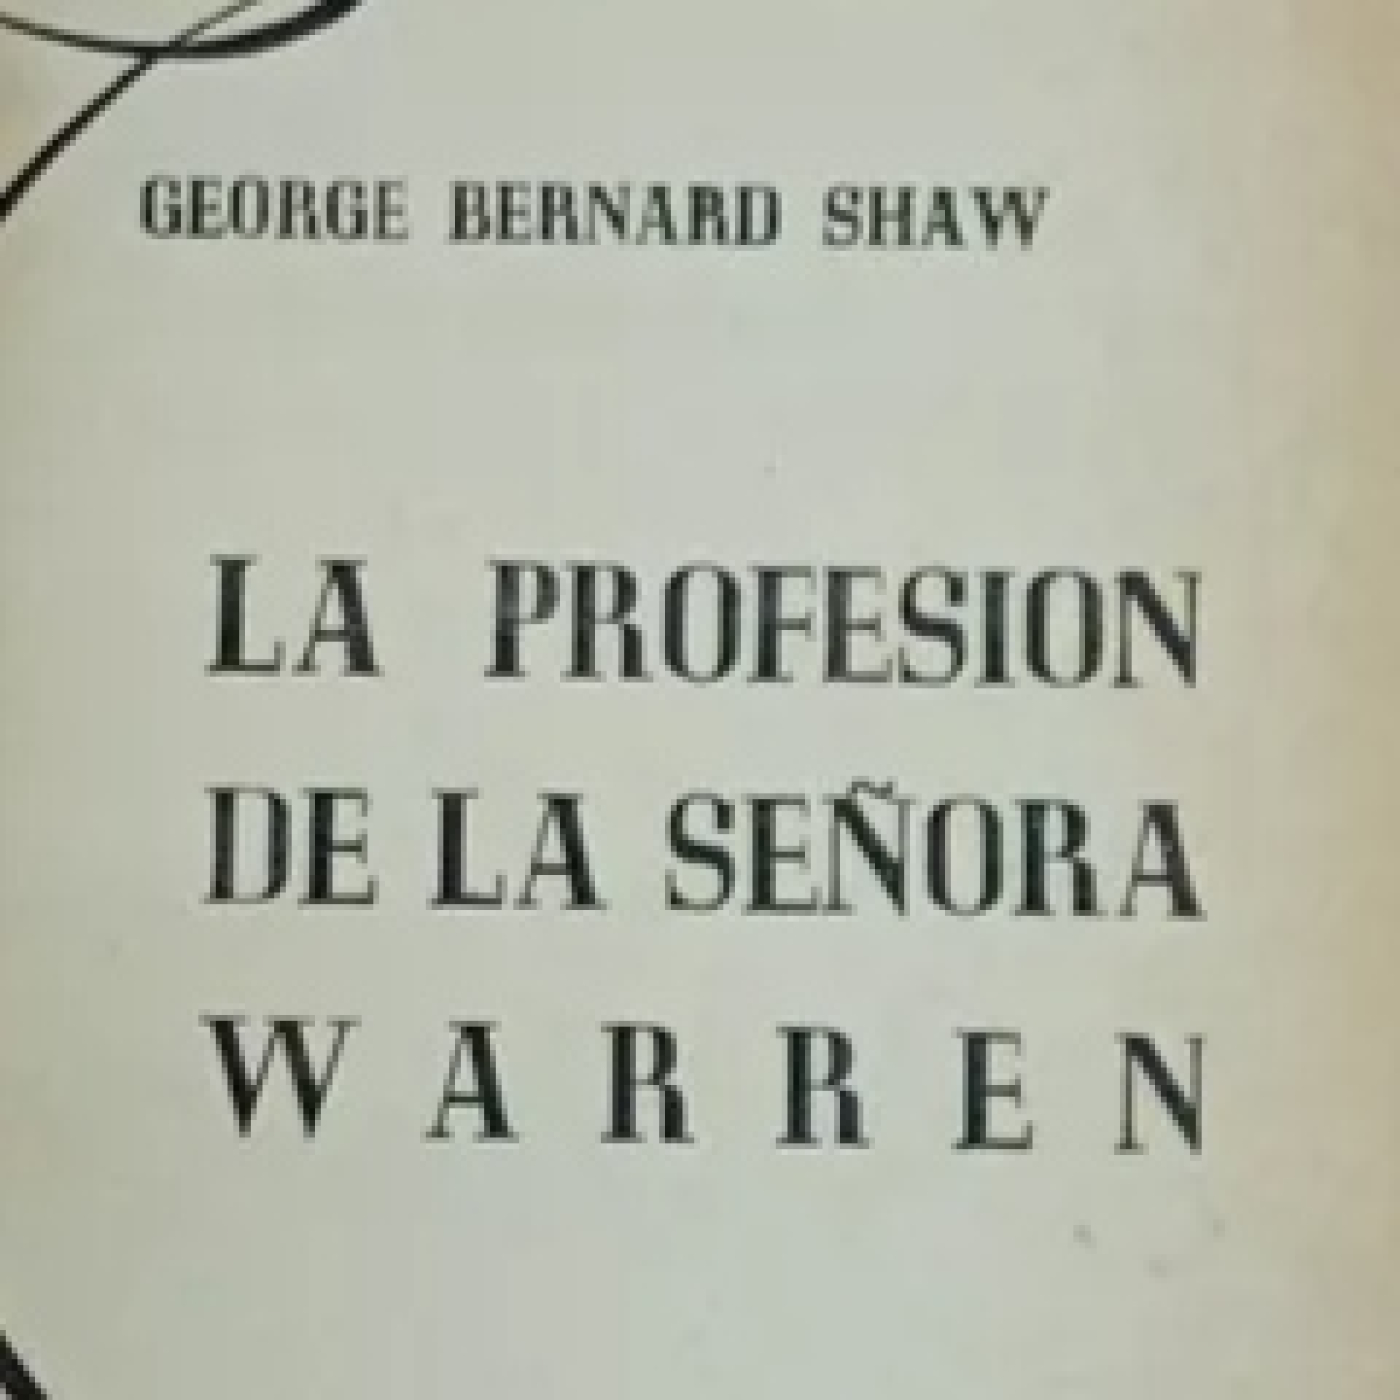 GEORGE BERNARD SHAW
LA PROFESION
DE LA SEÑORA
WARREN